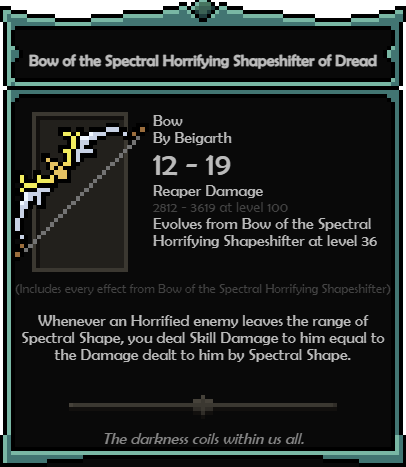 Bow of the Spectral Horrifying Shapeshifter of Dread
Bow
By Beigarth
12 - 19
Reaper Damage
2812 - 3619 at level 100
Evolves from Bow of the Spectral
Horrifying Shapeshifter at level 36
(Includes every effect from Bow of the Spectral Horrifying Shapeshifter)
Whenever an Horrified enemy leaves the range of
Spectral Shape, you deal Skill Damage to him equal to
the Damage dealt to him by Spectral Shape.
The darkness coils within us all.